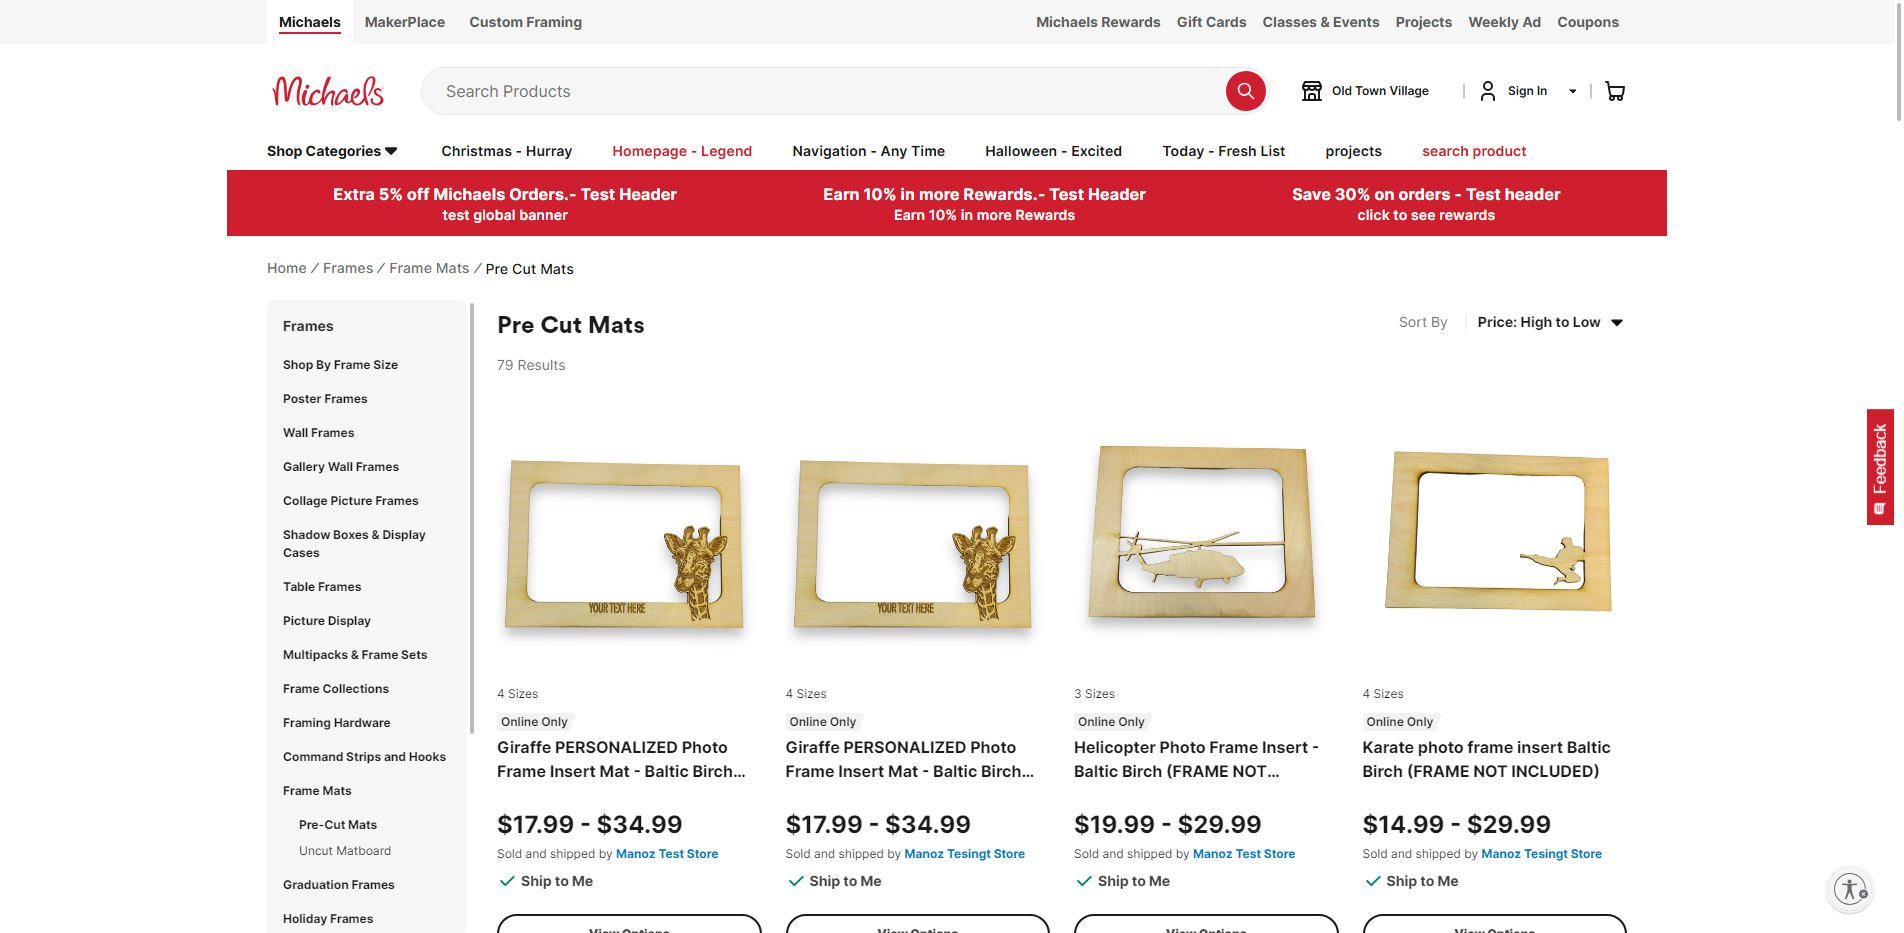 Michaels
MakerPlace
Custom Framing
Michaels Rewards
Gift Cards
Classes & Events
Projects
Weekly Ad
Coupons
Michaels
Search Products
Old Town Village
Sign In
Shop Categories
Christmas - Hurray
Homepage - Legend
Navigation - Any Time
Halloween - Excited
Today - Fresh List
projects
search product
Extra 5% off Michaels Orders.- Test Header
test global banner
Earn 10% in more Rewards.- Test Header
Earn 10% in more Rewards
Save 30% on orders - Test header
click to see rewards
Home / Frames / Frame Mats / Pre Cut Mats
Frames
Shop By Frame Size
Poster Frames
Wall Frames
Gallery Wall Frames
Collage Picture Frames
Shadow Boxes & Display
Cases
Table Frames
Picture Display
Multipacks & Frame Sets
Frame Collections
Framing Hardware
Command Strips and Hooks
Frame Mats
Pre-Cut Mats
Uncut Matboard
Graduation Frames
Holiday Frames
Pre Cut Mats
79 Results
Sort By
Price: High to Low
YOUR TEXT HERE
4 Sizes
Online Only
Giraffe PERSONALIZED Photo
Frame Insert Mat - Baltic Birch...
$17.99 - $34.99
Sold and shipped by Manoz Test Store
Ship to Me
View Options
YOUR TEXT HERE
4 Sizes
Online Only
Giraffe PERSONALIZED Photo
Frame Insert Mat - Baltic Birch...
$17.99 - $34.99
Sold and shipped by Manoz Tesingt Store
Ship to Me
View Options
3 Sizes
Online Only
Helicopter Photo Frame Insert -
Baltic Birch (FRAME NOT...
$19.99 - $29.99
Sold and shipped by Manoz Test Store
Ship to Me
View Options
4 Sizes
Online Only
Karate photo frame insert Baltic
Birch (FRAME NOT INCLUDED)
$14.99 - $29.99
Sold and shipped by Manoz Tesingt Store
Ship to Me
View Options
Feedback